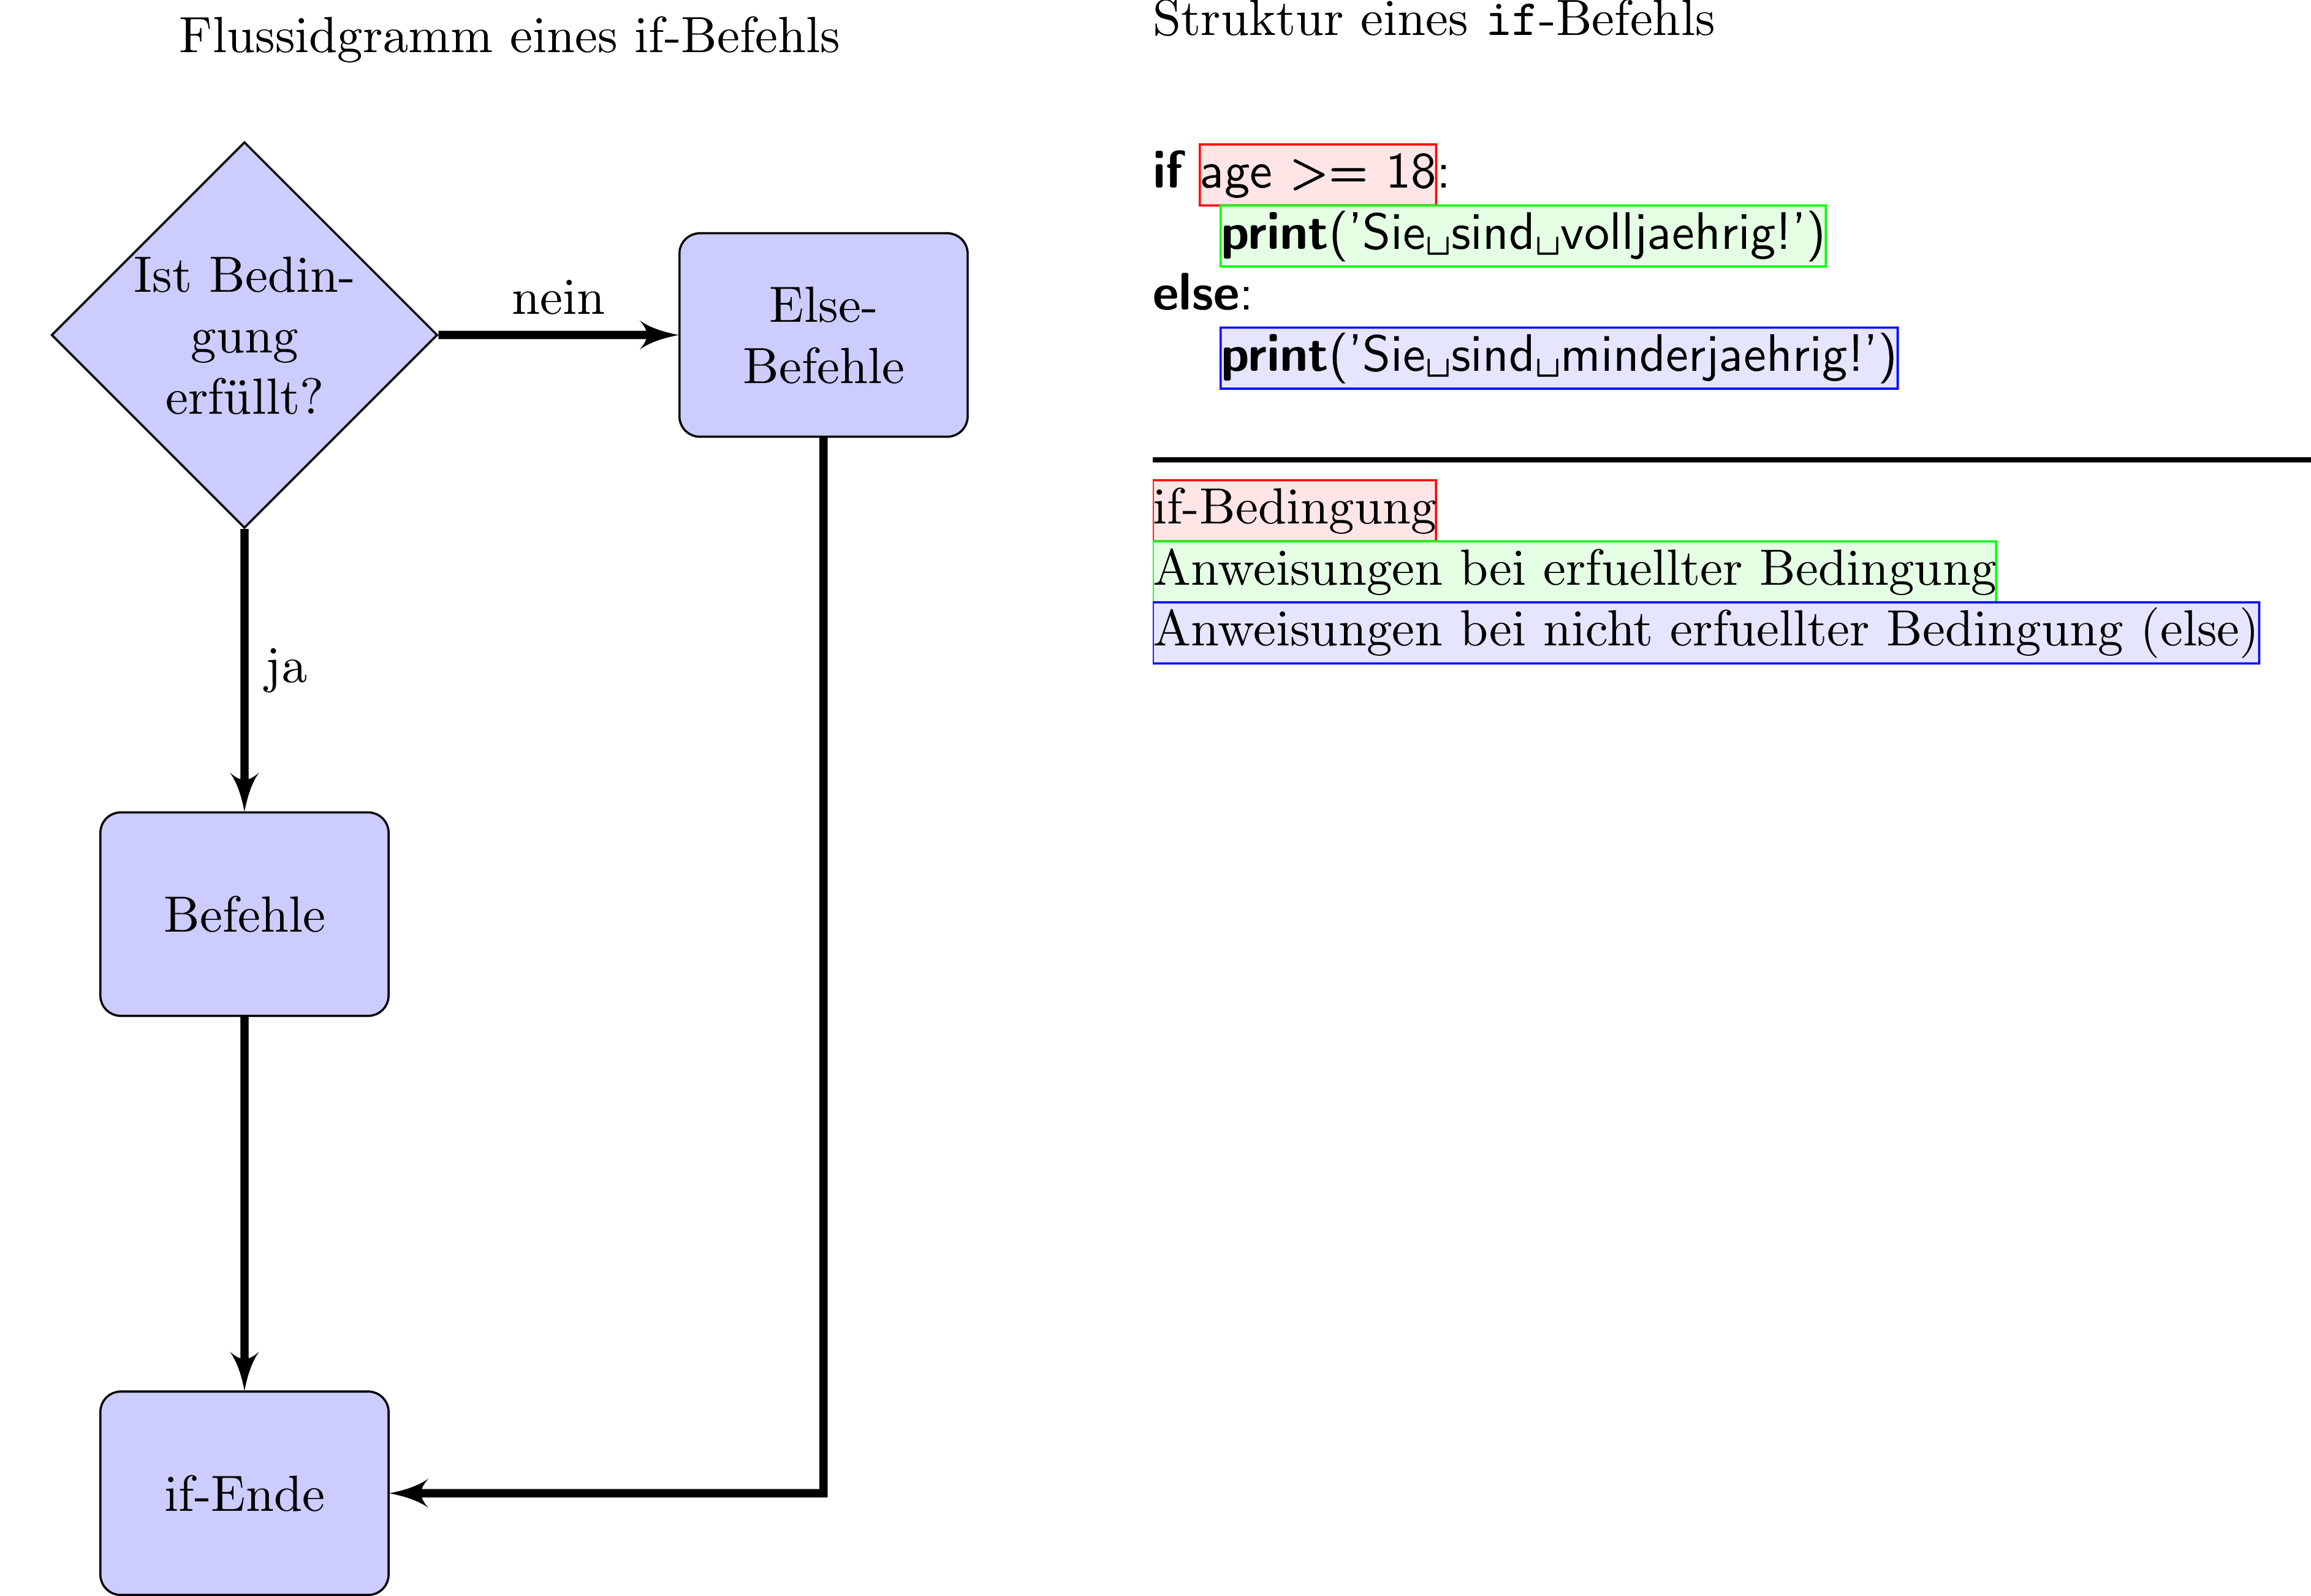 Flussidgramm eines if-Befehls
Ist Bedin-
gung
erfüllt?
nein
Else-
Befehle
ja
Befehle
if-Ende
Struktur eines if-Befehls
if age >= 18:
print('Sie␣sind␣volljaehrig!')
else:
print('Sie␣sind␣minderjaehrig!')
if-Bedingung
Anweisungen bei erfuellter Bedingung
Anweisungen bei nicht erfuellter Bedingung (else)